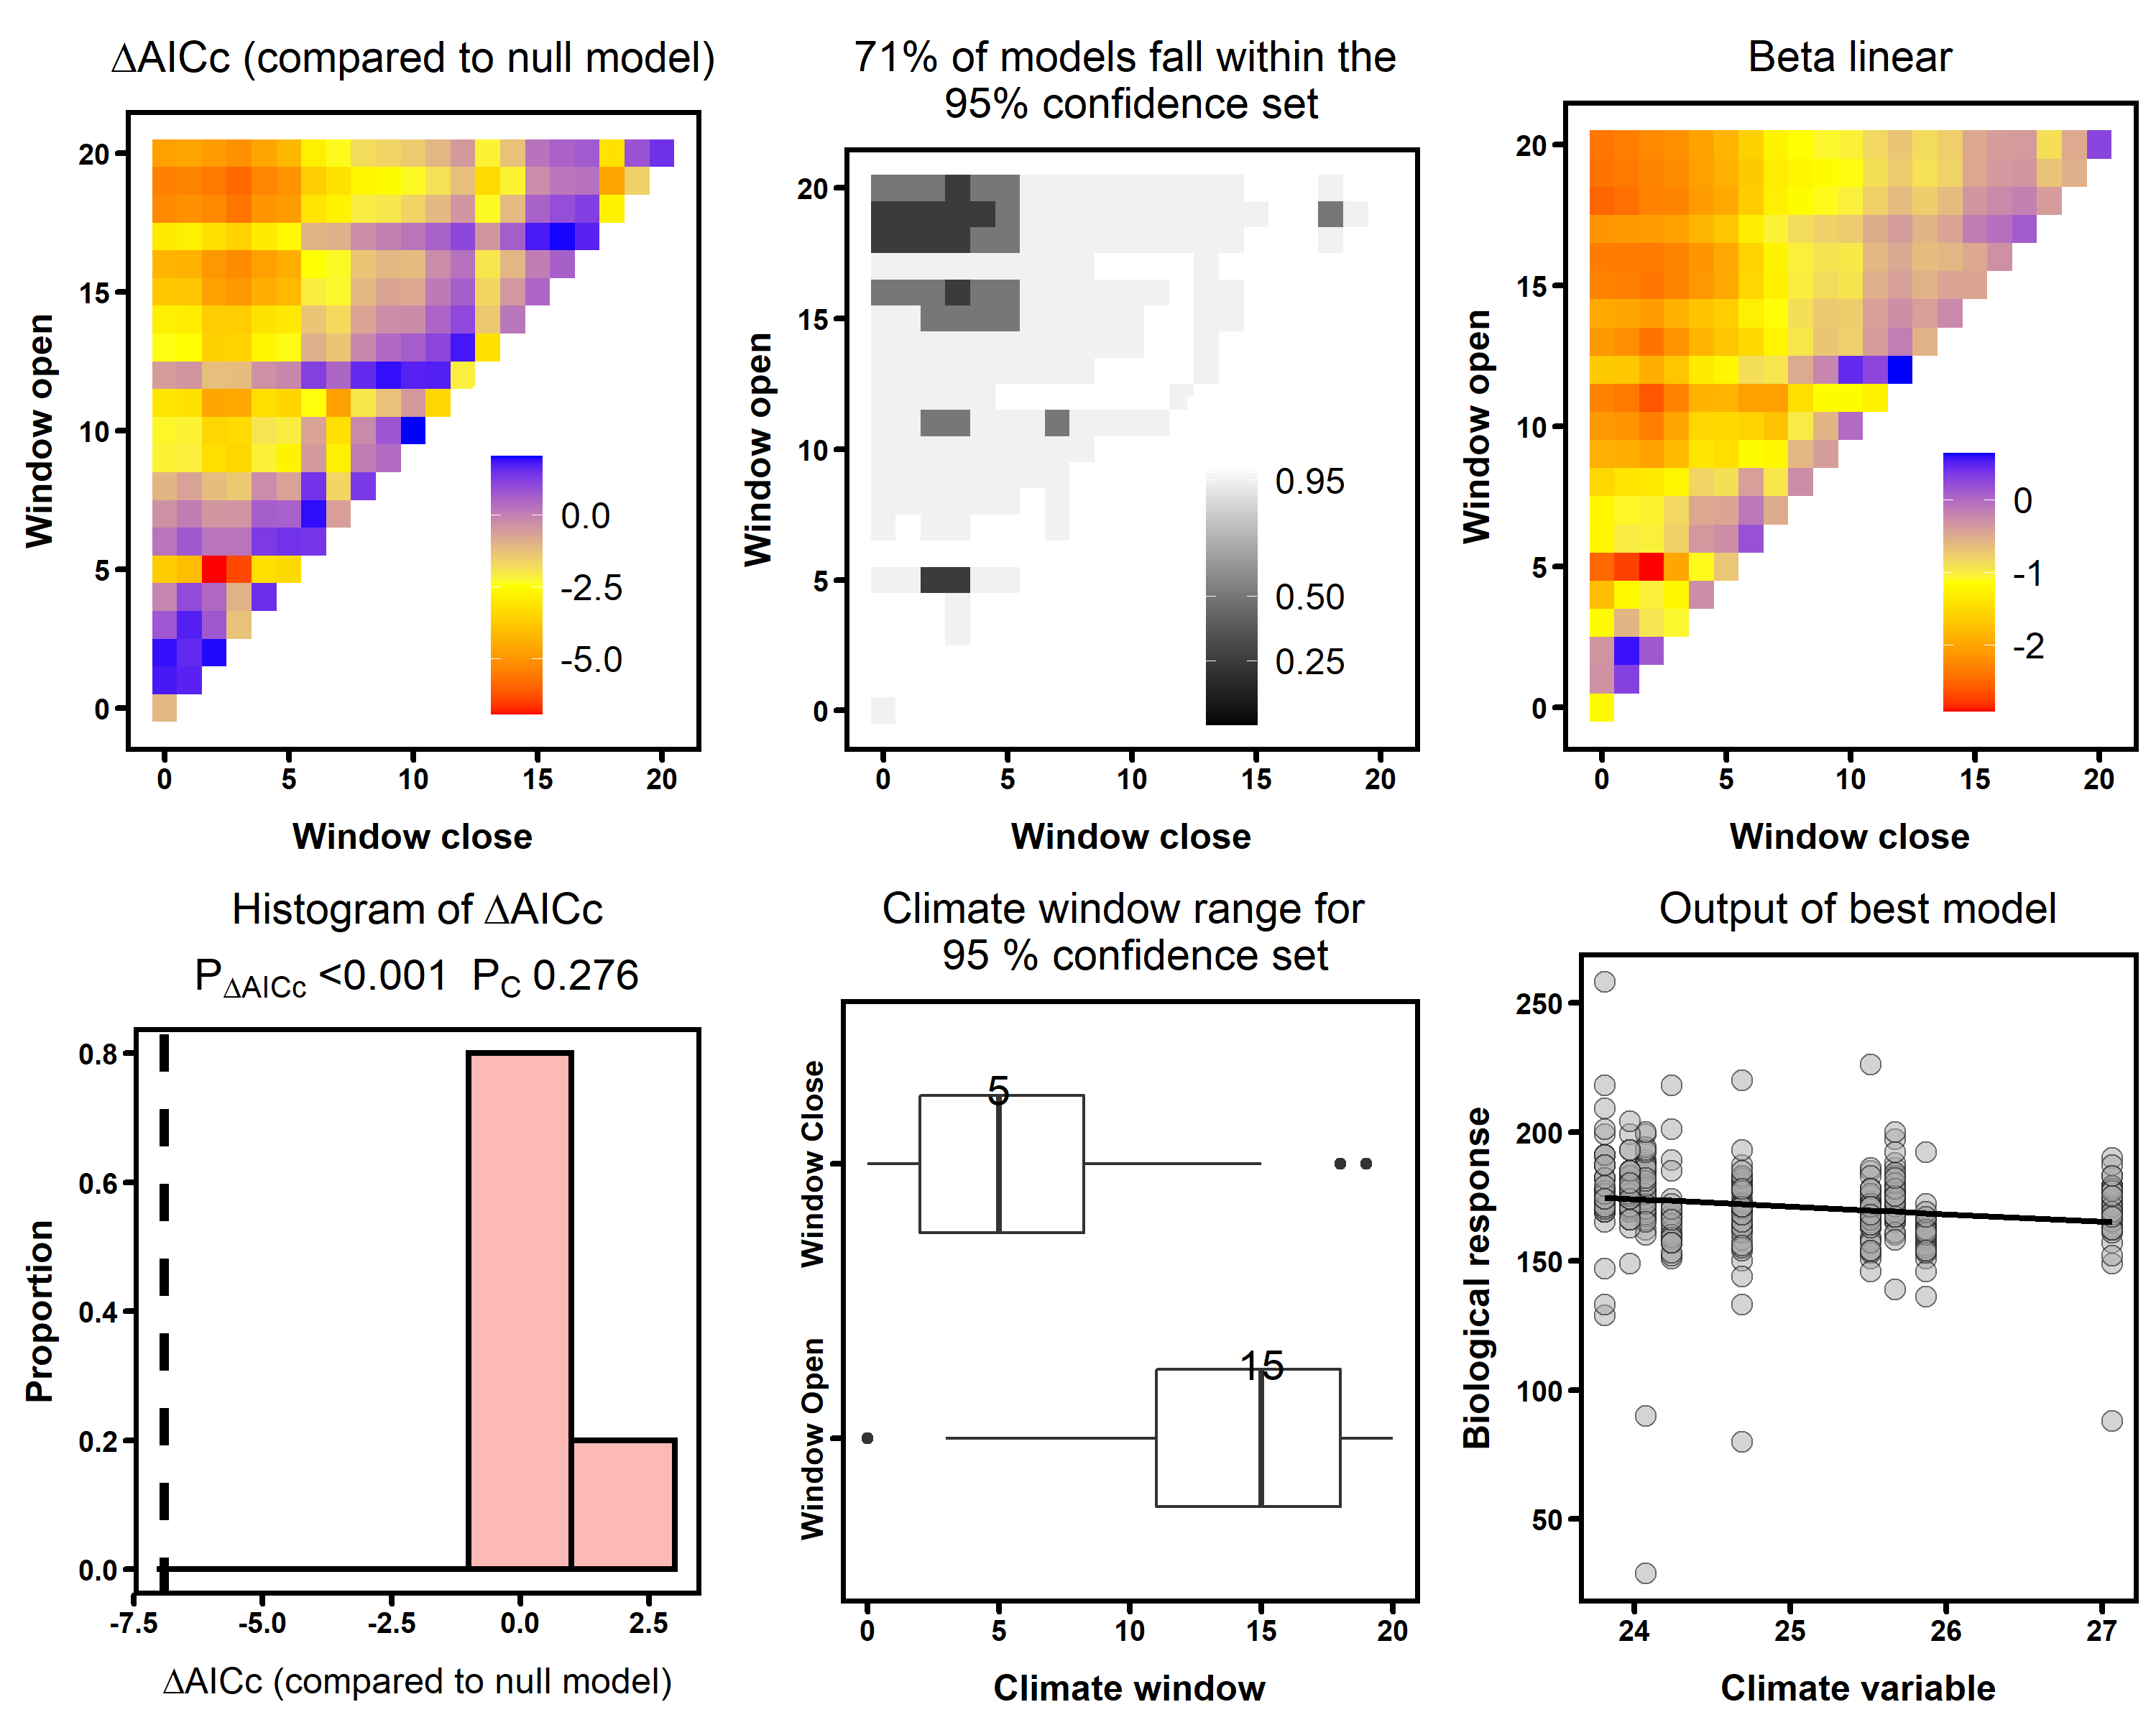 ΔAICc (compared to null model)
20
15
10
5
0
Window open
0.0
-2.5
-5.0
0 5 10 15 20
Window close
71% of models fall within the
95% confidence set
20
15
10
5
0
Window open
0.95
0.50
0.25
0 5 10 15 20
Window close
Beta linear
20
15
10
5
0
Window open
0
-1
-2
0 5 10 15 20
Window close
Histogram of ΔAICc
PΔAICc <0.001 PC 0.276
0.8
0.6
0.4
0.2
0.0
Proportion
-7.5 -5.0 -2.5 0.0 2.5
ΔAICc (compared to null model)
Climate window range for
95 % confidence set
Window Close
5
Window Open
15
0 5 10 15 20
Climate window
Output of best model
250
200
150
100
50
Biological response
24 25 26 27
Climate variable